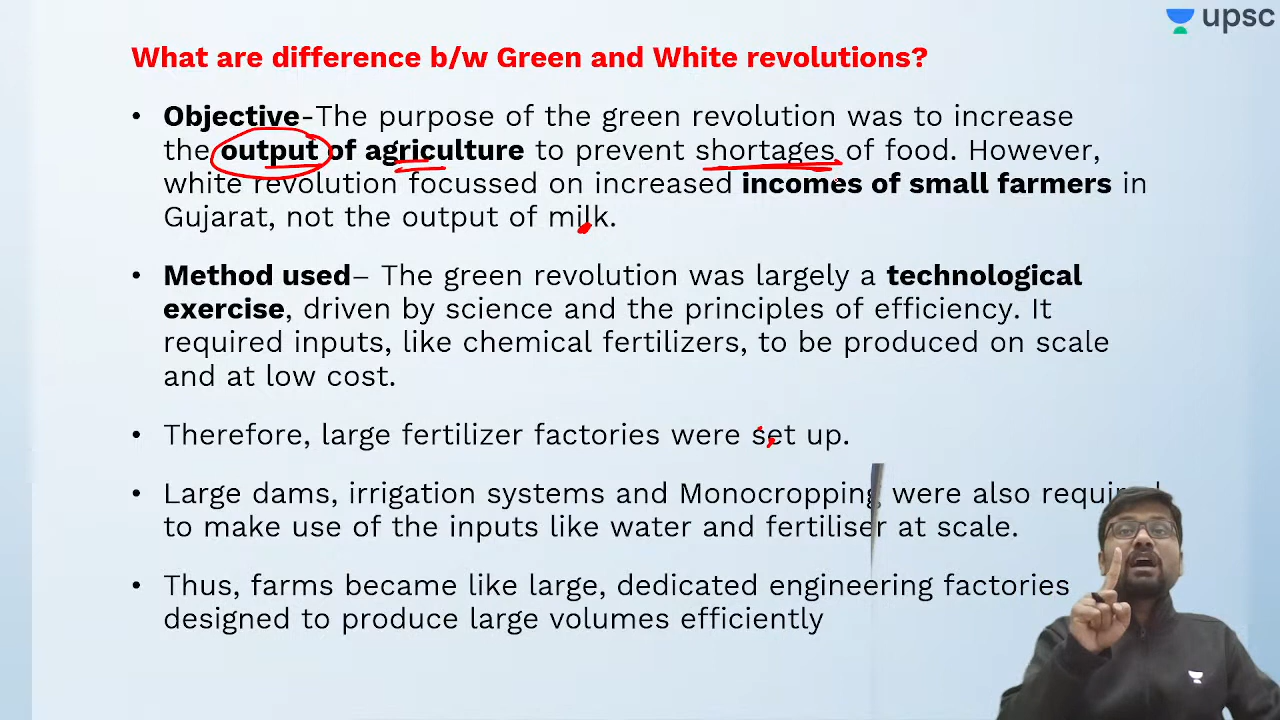 upsc
What are difference b/w Green and White revolutions?
• Objective-The purpose of the green revolution was to increase
the output of agriculture to prevent shortages of food. However,
white revolution focussed on increased incomes of small farmers in
Gujarat, not the output of milk.
• Method used– The green revolution was largely a technological
exercise, driven by science and the principles of efficiency. It
required inputs, like chemical fertilizers, to be produced on scale
and at low cost.
• Therefore, large fertilizer factories were set up.
• Large dams, irrigation systems and Monocropping were also required
to make use of the inputs like water and fertiliser at scale.
• Thus, farms became like large, dedicated engineering factories
designed to produce large volumes efficiently